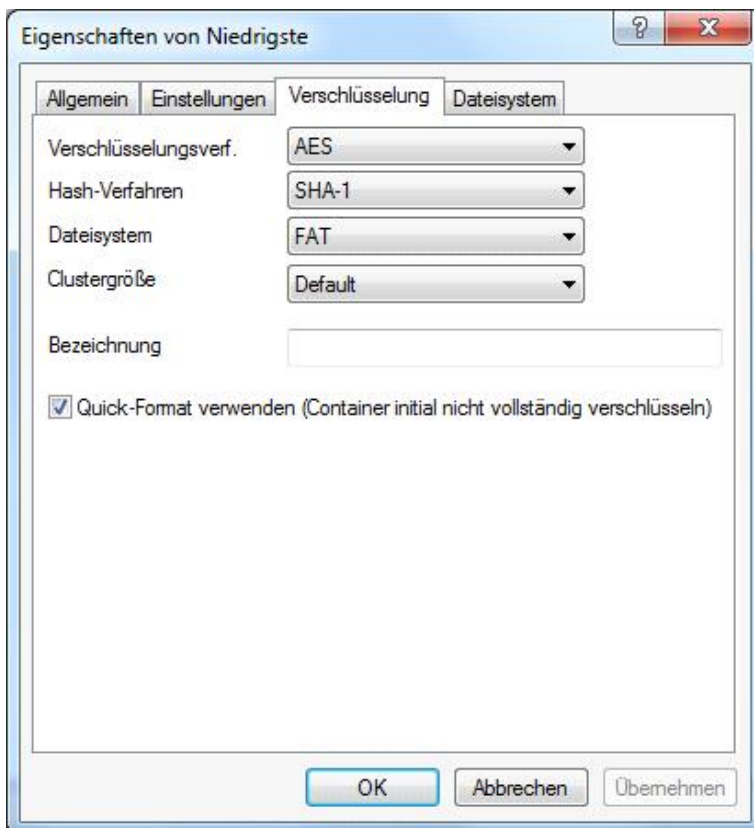 Eigenschaften von Niedrigste
?
X
Allgemein Einstellungen Verschlüsselung Dateisystem
Verschlüsselungsverf. AES
Hash-Verfahren SHA-1
Dateisystem FAT
Clustergröße Default
Bezeichnung
Quick-Format verwenden (Container initial nicht vollständig verschlüsseln)
OK Abbrechen Übernehmen